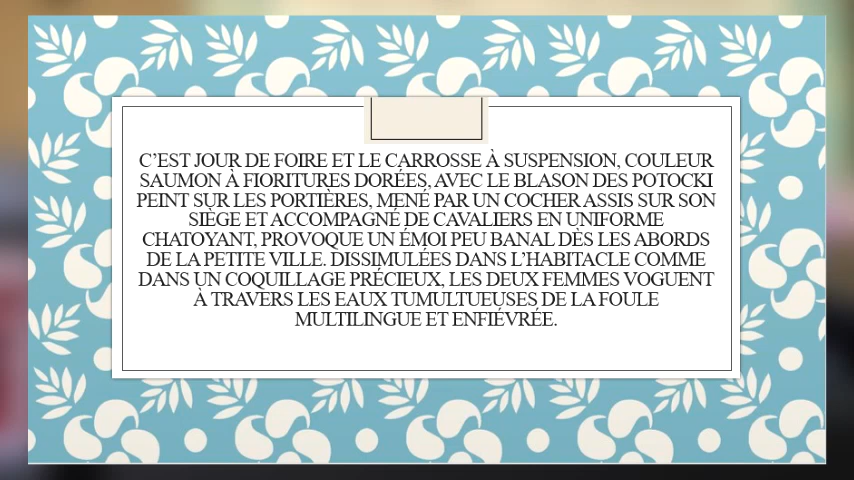 C’EST JOUR DE FOIRE ET LE CARROSSE À SUSPENSION, COULEUR
SAUMON À FIORITURES DORÉES, AVEC LE BLASON DES POTOCKI
PEINT SUR LES PORTIÈRES, MENÉ PAR UN COCHER ASSIS SUR SON
SIÈGE ET ACCOMPAGNÉ DE CAVALIERS EN UNIFORME
CHATOYANT, PROVOQUE UN ÉMOI PEU BANAL DÈS LES ABORDS
DE LA PETITE VILLE. DISSIMULÉES DANS L’HABITACLE COMME
DANS UN COQUILLAGE PRÉCIEUX, LES DEUX FEMMES VOGUENT
À TRAVERS LES EAUX TUMULTUEUSES DE LA FOULE
MULTILINGUE ET ENFIÉVRÉE.